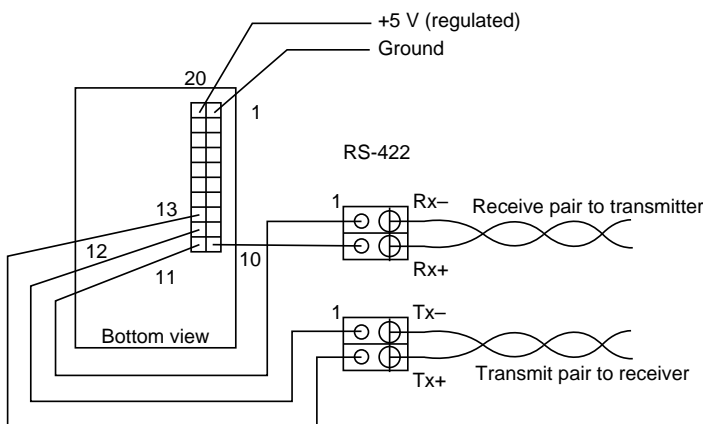 +5 V (regulated)
Ground
20
1
RS-422
13
1
Rx–
Receive pair to transmitter
12
10
11
Rx+
1
Tx–
Bottom view
Tx+
Transmit pair to receiver